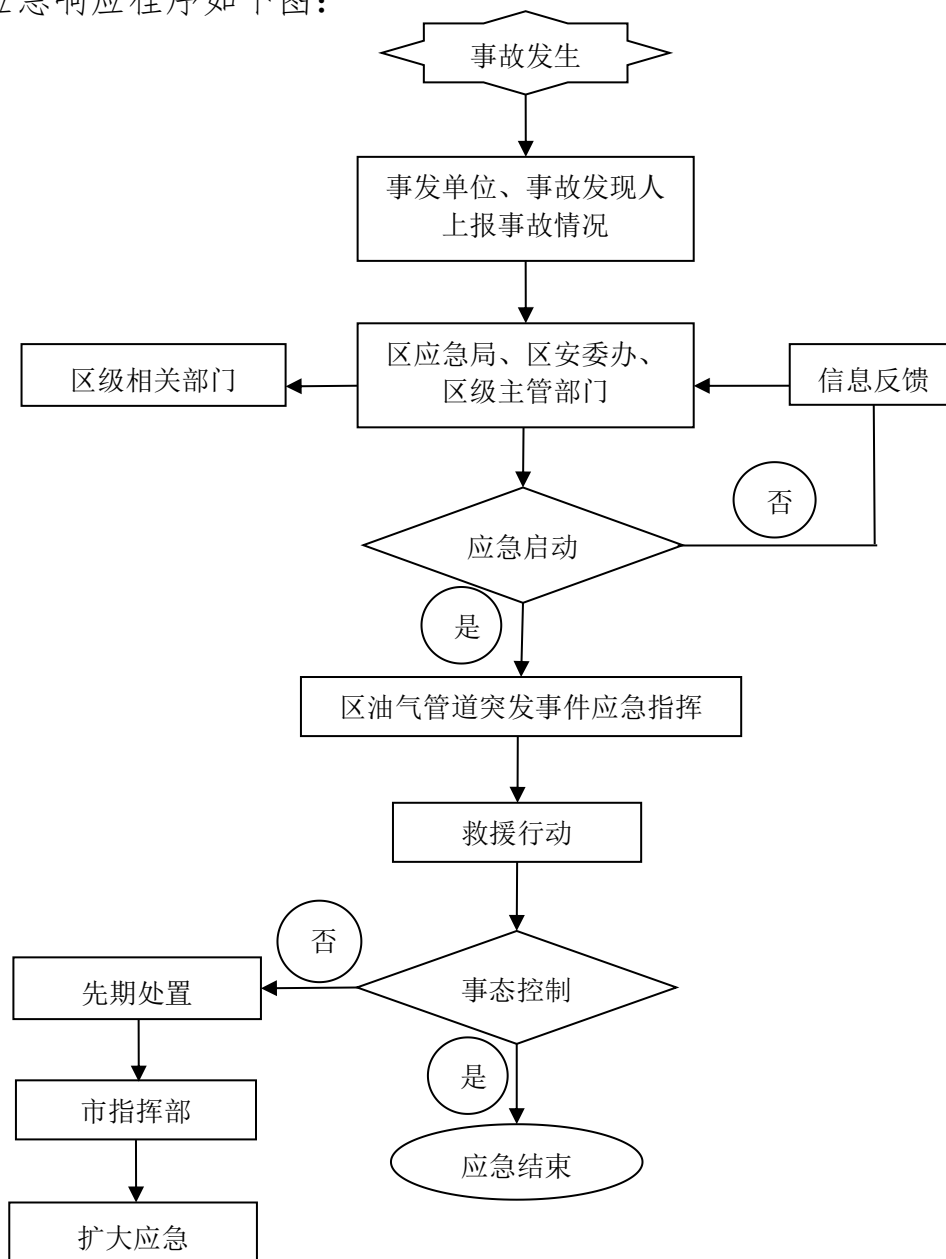 应急响应程序如下图：
事故发生
事发单位、事故发现人
上报事故情况
区级相关部门
区应急局、区安委办、
区级主管部门
信息反馈
否
应急启动
是
区油气管道突发事件应急指挥
救援行动
否
先期处置
事态控制
是
市指挥部
应急结束
扩大应急